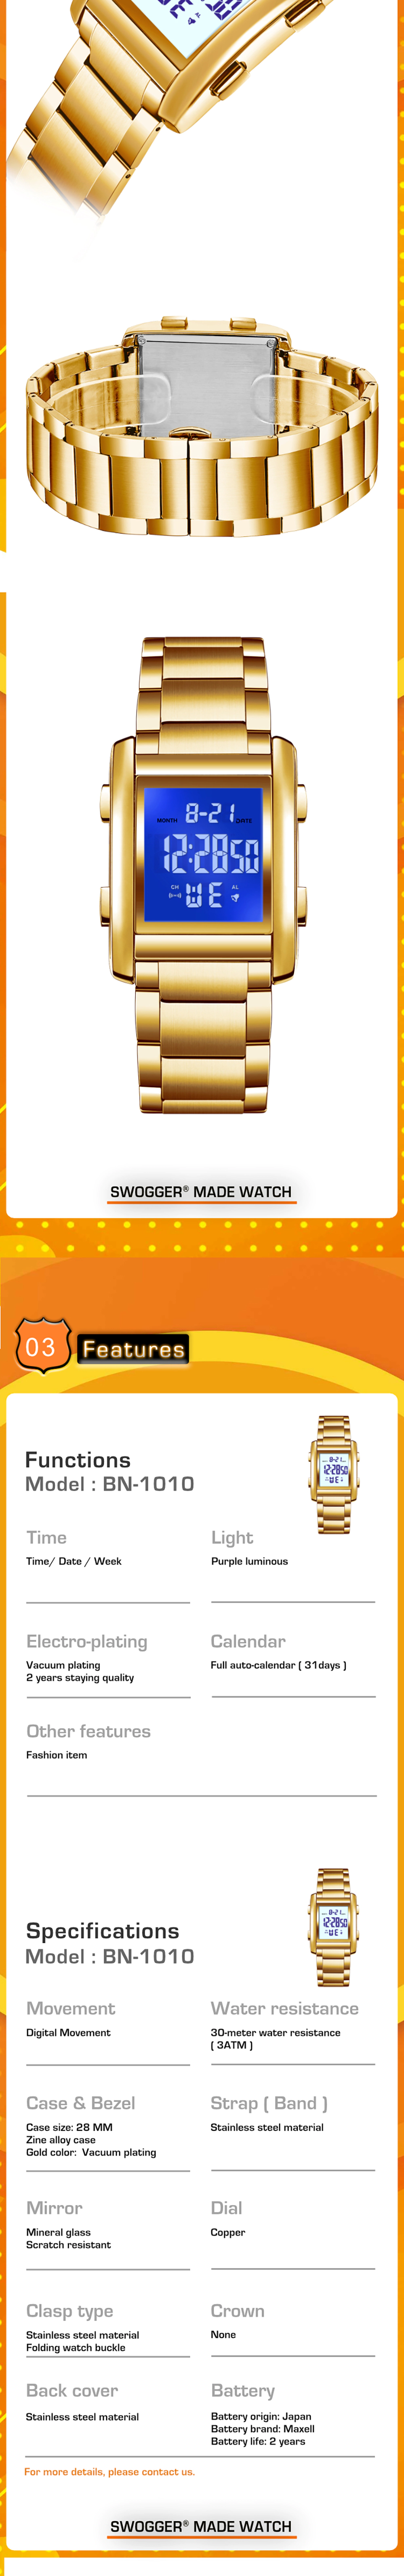 AL
MONTH 8-21 DATE
12:28 50
CH AL
WE
SWOGGER® MADE WATCH
03 Features
Functions
Model : BN-1010
Time
Time/ Date / Week
Light
Purple luminous
Electro-plating
Vacuum plating
2 years staying quality
Calendar
Full auto-calendar ( 31days )
Other features
Fashion item
Specifications
Model : BN-1010
Movement
Digital Movement
Water resistance
30-meter water resistance
( 3ATM )
Case & Bezel
Case size: 28 MM
Zine alloy case
Gold color: Vacuum plating
Strap ( Band )
Stainless steel material
Mirror
Mineral glass
Scratch resistant
Dial
Copper
Clasp type
Stainless steel material
Folding watch buckle
Crown
None
Back cover
Stainless steel material
Battery
Battery origin: Japan
Battery brand: Maxell
Battery life: 2 years
For more details, please contact us.
SWOGGER® MADE WATCH